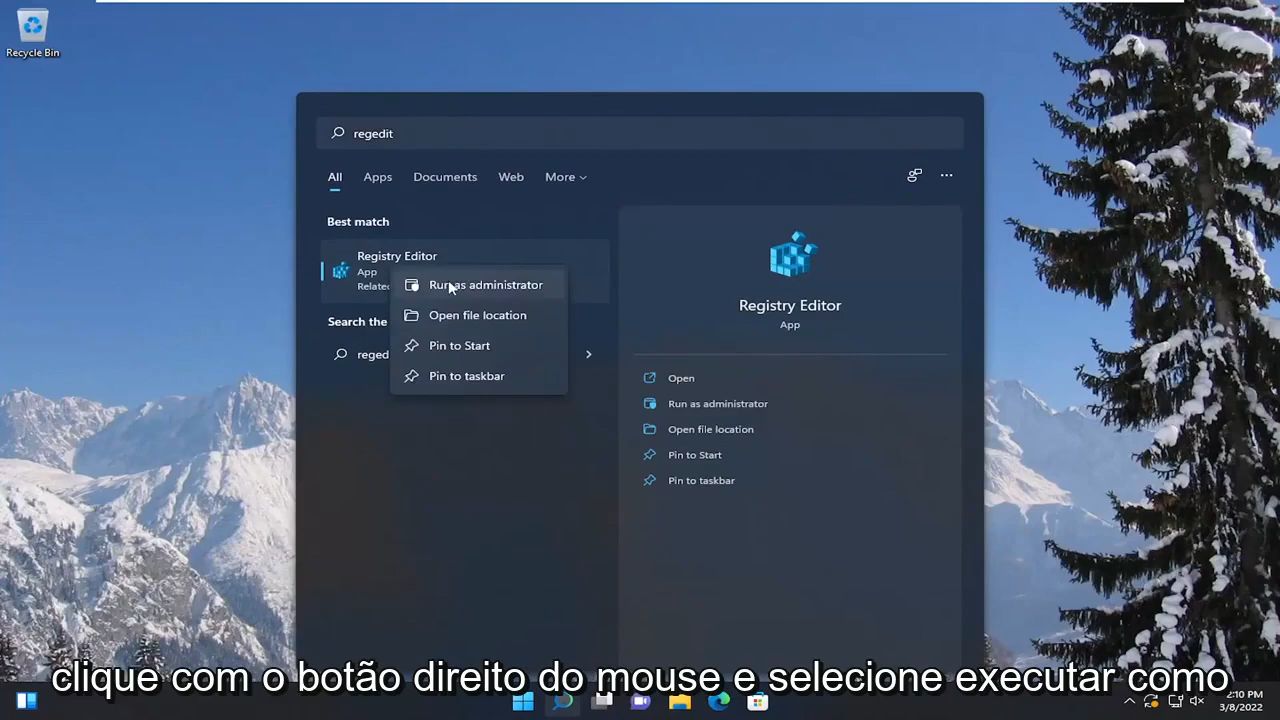 Recycle Bin
regedit
All Apps Documents Web More
Best match
Registry Editor
App
Search the
regedi
Run as administrator
Open file location
Pin to Start
Pin to taskbar
Registry Editor
App
Open
Run as administrator
Open file location
Pin to Start
Pin to taskbar
clique com o botão direito do mouse e selecione executar como
2:10 PM
3/8/2022